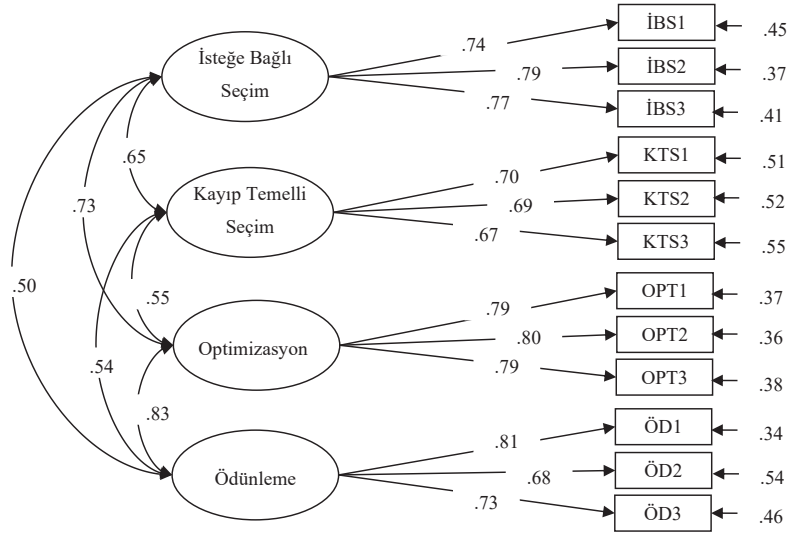 İsteğe Bağlı
Seçim
Kayıp Temelli
Seçim
Optimizasyon
Ödünleme
.65
.73
.50
.55
.54
.83
.74
.79
.77
.70
.69
.67
.79
.80
.79
.81
.68
.73
İBS1
.45
İBS2
.37
İBS3
.41
KTS1
.51
KTS2
.52
KTS3
.55
OPT1
.37
OPT2
.36
OPT3
.38
ÖD1
.34
ÖD2
.54
ÖD3
.46